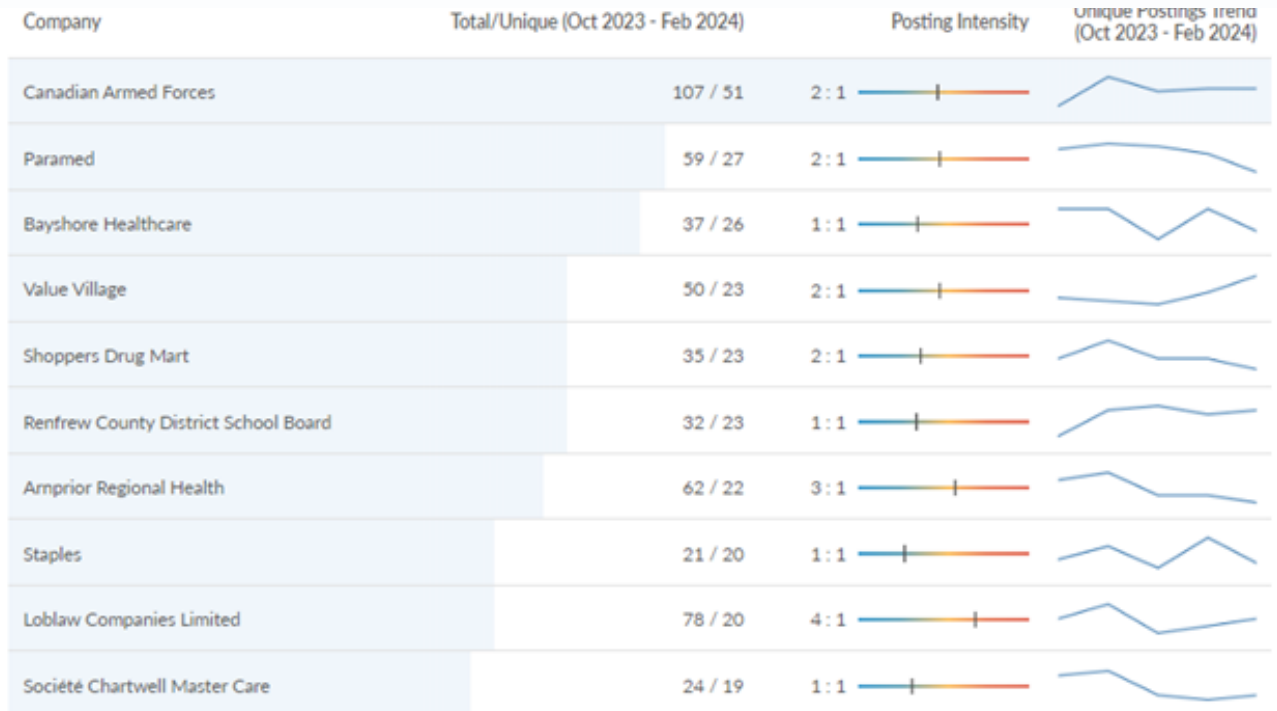 Company Total/Unique (Oct 2023 - Feb 2024) Posting Intensity Unique Postings Trend
(Oct 2023 - Feb 2024)
Canadian Armed Forces 107 / 51 2 : 1
Paramed 59 / 27 2 : 1
Bayshore Healthcare 37 / 26 1 : 1
Value Village 50 / 23 2 : 1
Shoppers Drug Mart 35 / 23 2 : 1
Renfrew County District School Board 32 / 23 1 : 1
Arnprior Regional Health 62 / 22 3 : 1
Staples 21 / 20 1 : 1
Loblaw Companies Limited 78 / 20 4 : 1
Société Chartwell Master Care 24 / 19 1 : 1